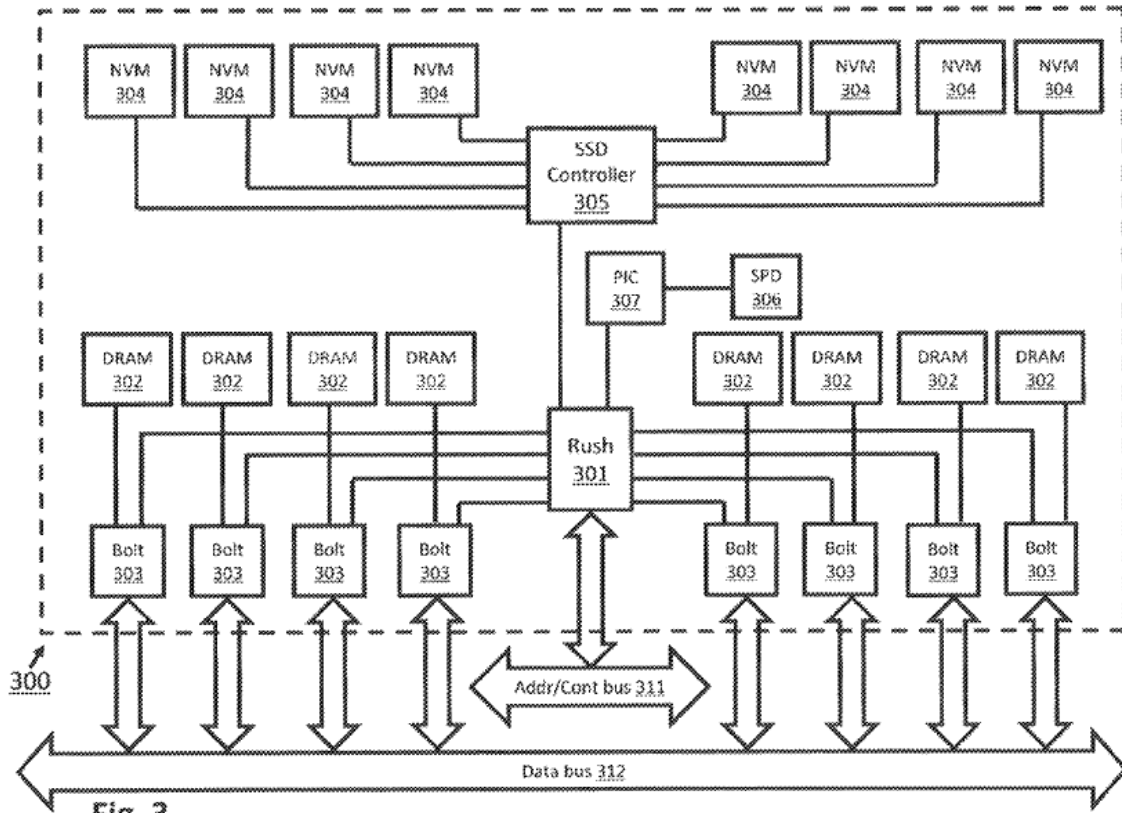 NVM NVM NVM NVM NVM NVM NVM NVM
304 304 304 304 304 304 304 304
SSD
Controller
305
PIC
307
SPD
306
DRAM DRAM DRAM DRAM DRAM DRAM DRAM DRAM
302 302 302 302 302 302 302 302
Rush
301
Bolt Bolt Bolt Bolt Bolt Bolt Bolt Bolt
303 303 303 303 303 303 303 303
300
Addr/Cont bus 311
Data bus 312
Fig. 3